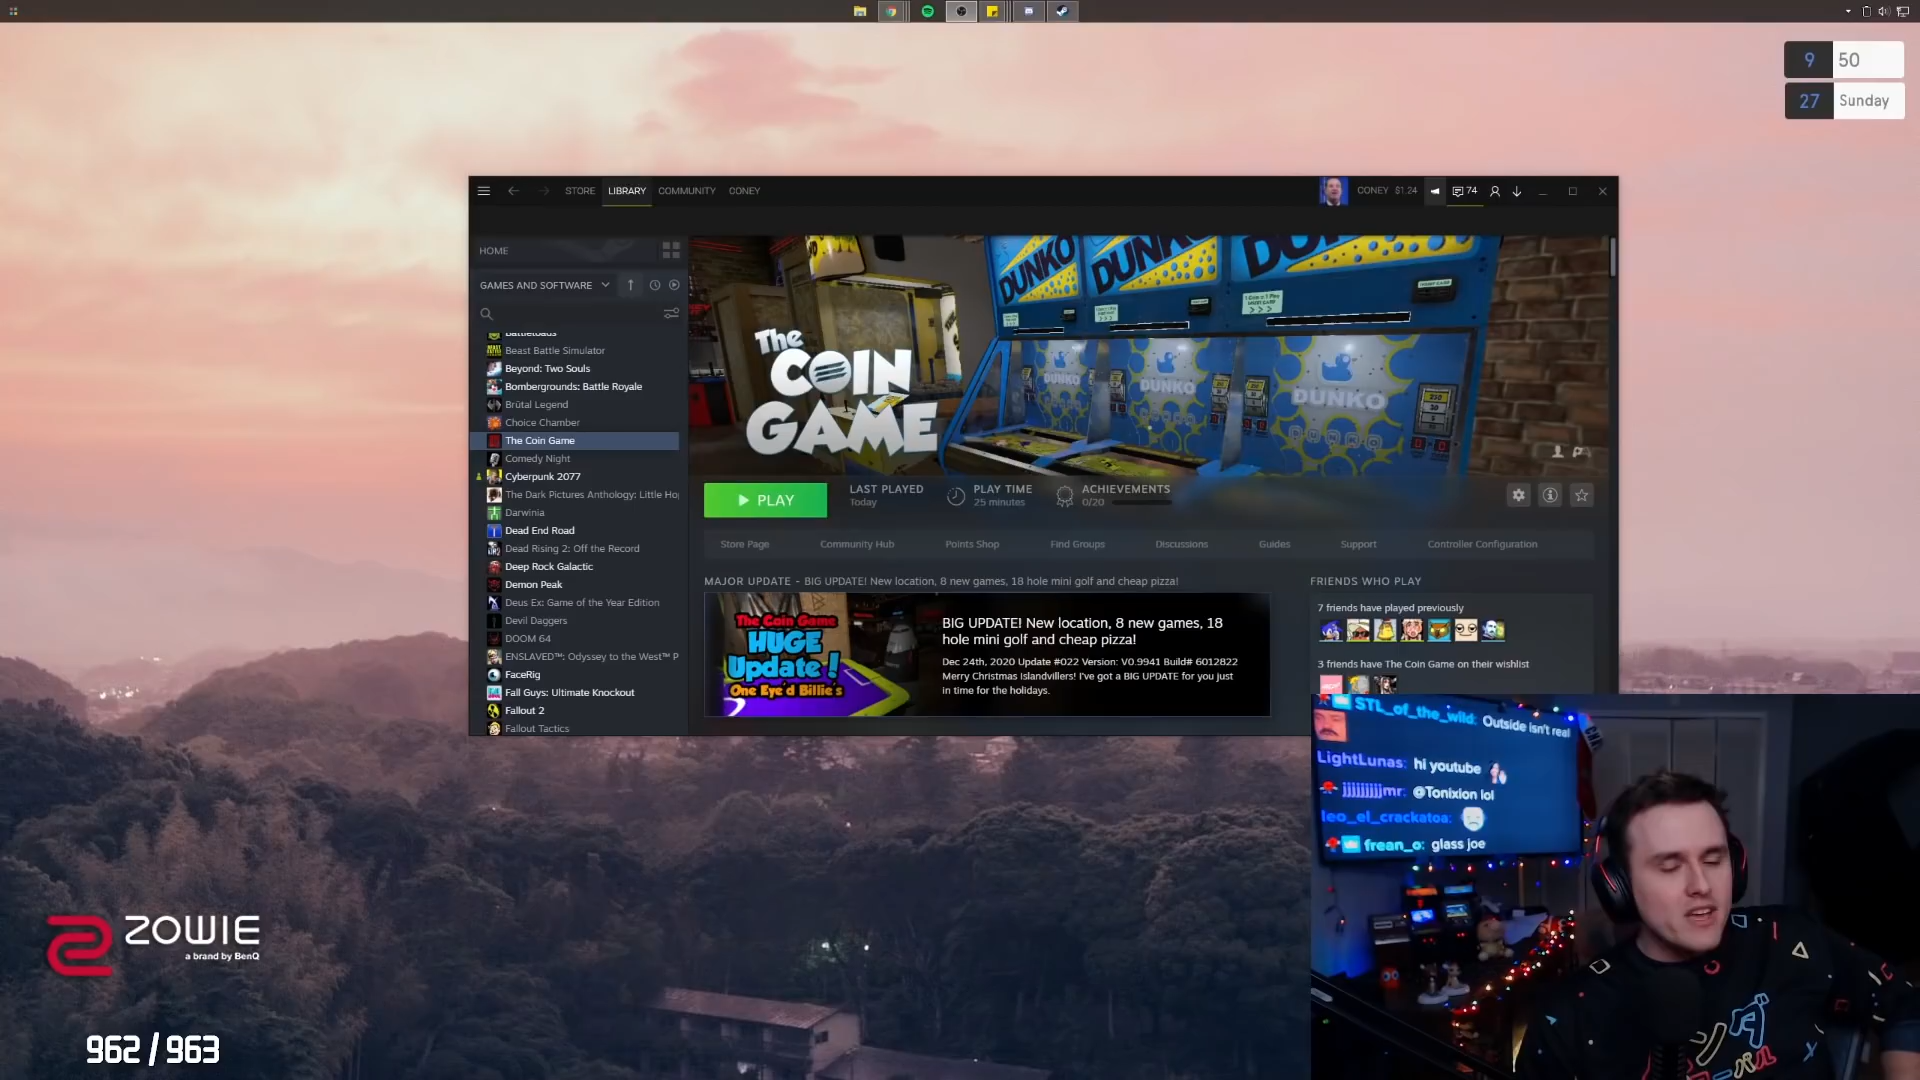 9 50
27 Sunday
STORE LIBRARY COMMUNITY CONEY
CONEY $1.24 74
HOME
GAMES AND SOFTWARE
Battletoads
Beast Battle Simulator
Beyond: Two Souls
Bombergrounds: Battle Royale
Brütal Legend
Choice Chamber
The Coin Game
Comedy Night
Cyberpunk 2077
The Dark Pictures Anthology: Little Ho
Darwinia
Dead End Road
Dead Rising 2: Off the Record
Deep Rock Galactic
Demon Peak
Deus Ex: Game of the Year Edition
Devil Daggers
DOOM 64
ENSLAVED™: Odyssey to the West™ P
FaceRig
Fall Guys: Ultimate Knockout
Fallout 2
Fallout Tactics
DUNKO
DUNKO
DUNKO
DUNKO
DUNKO
DUNKO
The
COIN
GAME
PLAY
LAST PLAYED
Today
PLAY TIME
25 minutes
ACHIEVEMENTS
0/20
Store Page Community Hub Points Shop Find Groups Discussions Guides Support Controller Configuration
MAJOR UPDATE - BIG UPDATE! New location, 8 new games, 18 hole mini golf and cheap pizza!
The Coin Game
HUGE
Update!
One Eye'd Billie's
BIG UPDATE! New location, 8 new games, 18
hole mini golf and cheap pizza!
Dec 24th, 2020 Update #022 Version: V0.9941 Build# 6012822
Merry Christmas Islandvillers! I've got a BIG UPDATE for you just
in time for the holidays.
FRIENDS WHO PLAY
7 friends have played previously
3 friends have The Coin Game on their wishlist
STL_of_the_wild: Outside isn't real
LightLunas: hi youtube
jjjjjjjjjmr: @Tonixion lol
leo_el_crackatoa:
frean_o: glass joe
ZOWIE
a brand by BenQ
962 / 963